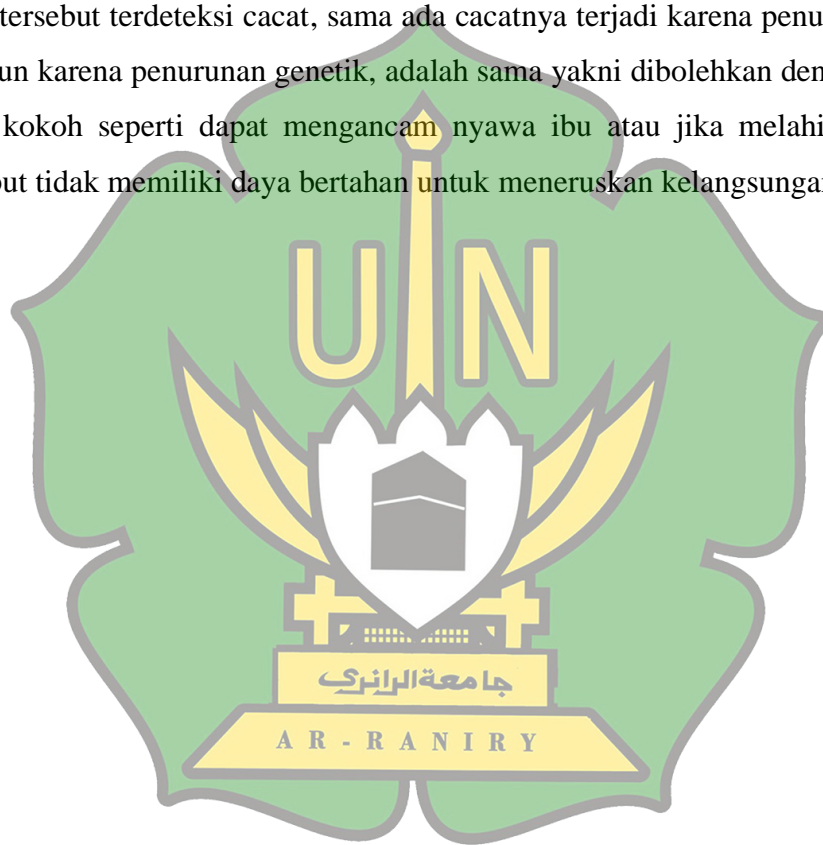 tersebut terdeteksi cacat, sama ada cacatnya terjadi karena penu
un karena penurunan genetik, adalah sama yakni dibolehkan den
kokoh seperti dapat mengancam nyawa ibu atau jika melahi
out tidak memiliki daya bertahan untuk meneruskan kelangsungan
UIN
جامعة الرانري
AR-RANIRY